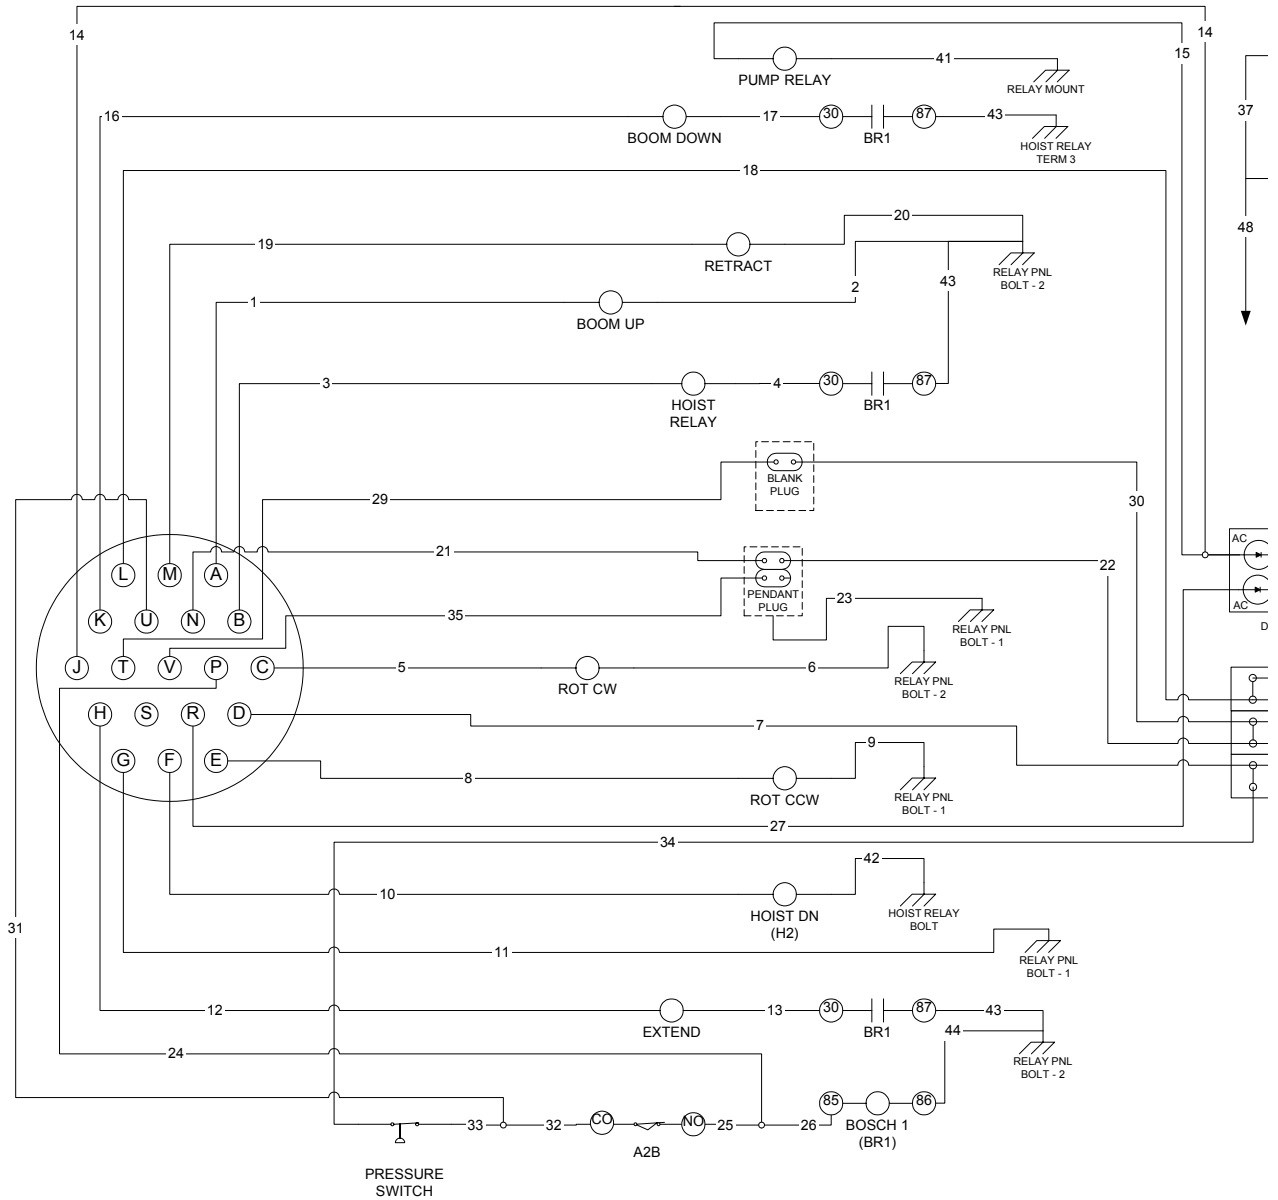 14
14
15
41
PUMP RELAY
RELAY MOUNT
37
16
17
30
87
43
BOOM DOWN
BR1
HOIST RELAY
TERM 3
18
20
48
19
RETRACT
RELAY PNL
BOLT - 2
2
43
1
BOOM UP
3
4
30
87
HOIST
RELAY
BR1
BLANK
PLUG
29
30
AC
21
22
L
M
A
PENDANT
PLUG
23
AC
K
U
N
B
35
RELAY PNL
BOLT - 1
D
J
T
V
P
C
5
6
ROT CW
RELAY PNL
BOLT - 2
H
S
R
D
7
9
G
F
E
8
ROT CCW
RELAY PNL
BOLT - 1
27
34
42
10
HOIST DN
(H2)
HOIST RELAY
BOLT
31
11
RELAY PNL
BOLT - 1
12
13
30
87
43
EXTEND
BR1
44
24
RELAY PNL
BOLT - 2
85
86
33
32
CO
NO
25
26
BOSCH 1
(BR1)
A2B
PRESSURE
SWITCH